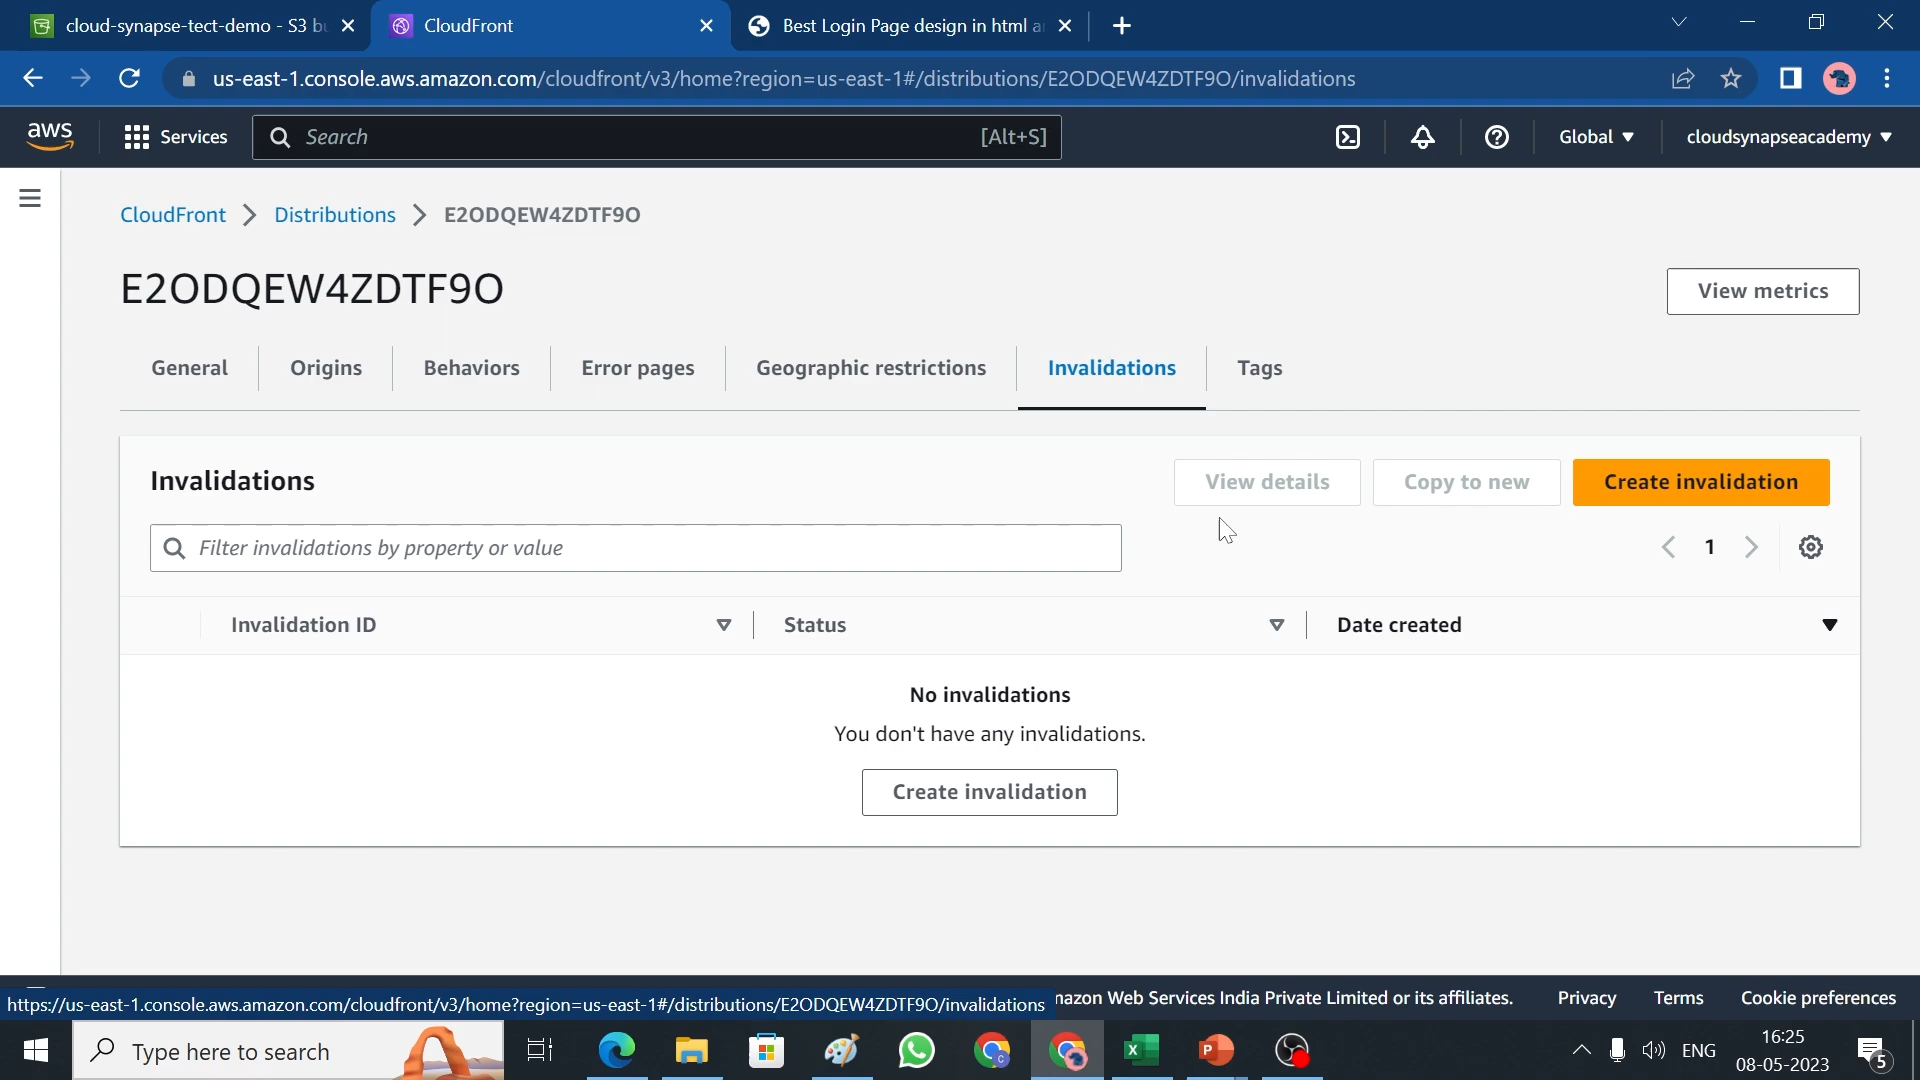 cloud-synapse-tect-demo - S3 bu
CloudFront
Best Login Page design in html a
us-east-1.console.aws.amazon.com/cloudfront/v3/home?region=us-east-1#/distributions/E2ODQEW4ZDTF9O/invalidations
aws
Services
Search
[Alt+S]
Global
cloudsynapseacademy
CloudFront
Distributions
E2ODQEW4ZDTF9O
E2ODQEW4ZDTF9O
View metrics
General
Origins
Behaviors
Error pages
Geographic restrictions
Invalidations
Tags
Invalidations
View details
Copy to new
Create invalidation
Filter invalidations by property or value
1
Invalidation ID
Status
Date created
No invalidations
You don't have any invalidations.
Create invalidation
https://us-east-1.console.aws.amazon.com/cloudfront/v3/home?region=us-east-1#/distributions/E2ODQEW4ZDTF9O/invalidations
mazon Web Services India Private Limited or its affiliates.
Privacy
Terms
Cookie preferences
Type here to search
ENG
16:25
08-05-2023
5